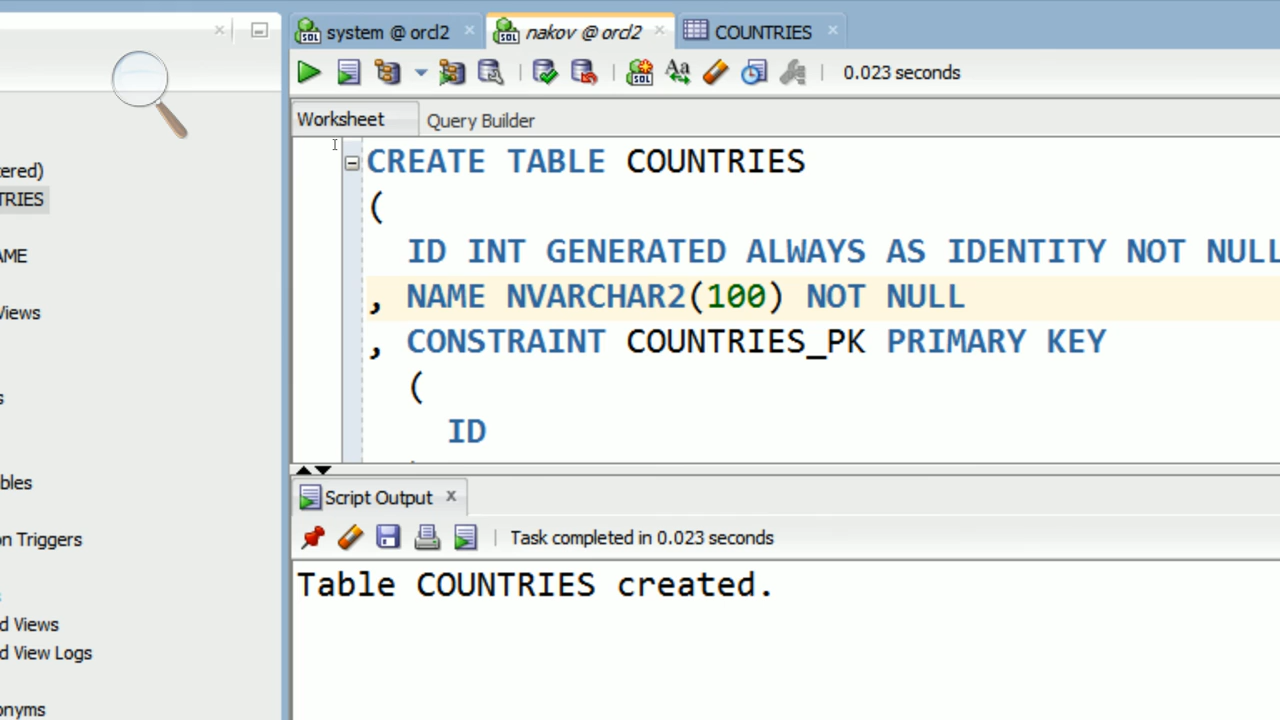 system @ orcl2
nakov @ orcl2
COUNTRIES
0.023 seconds
Worksheet
Query Builder
ered)
TRIES
AME
Views
s
bles
on Triggers
d Views
d View Logs
onyms
CREATE TABLE COUNTRIES
(
ID INT GENERATED ALWAYS AS IDENTITY NOT NULL
, NAME NVARCHAR2(100) NOT NULL
, CONSTRAINT COUNTRIES_PK PRIMARY KEY
(
ID
Script Output
Task completed in 0.023 seconds
Table COUNTRIES created.